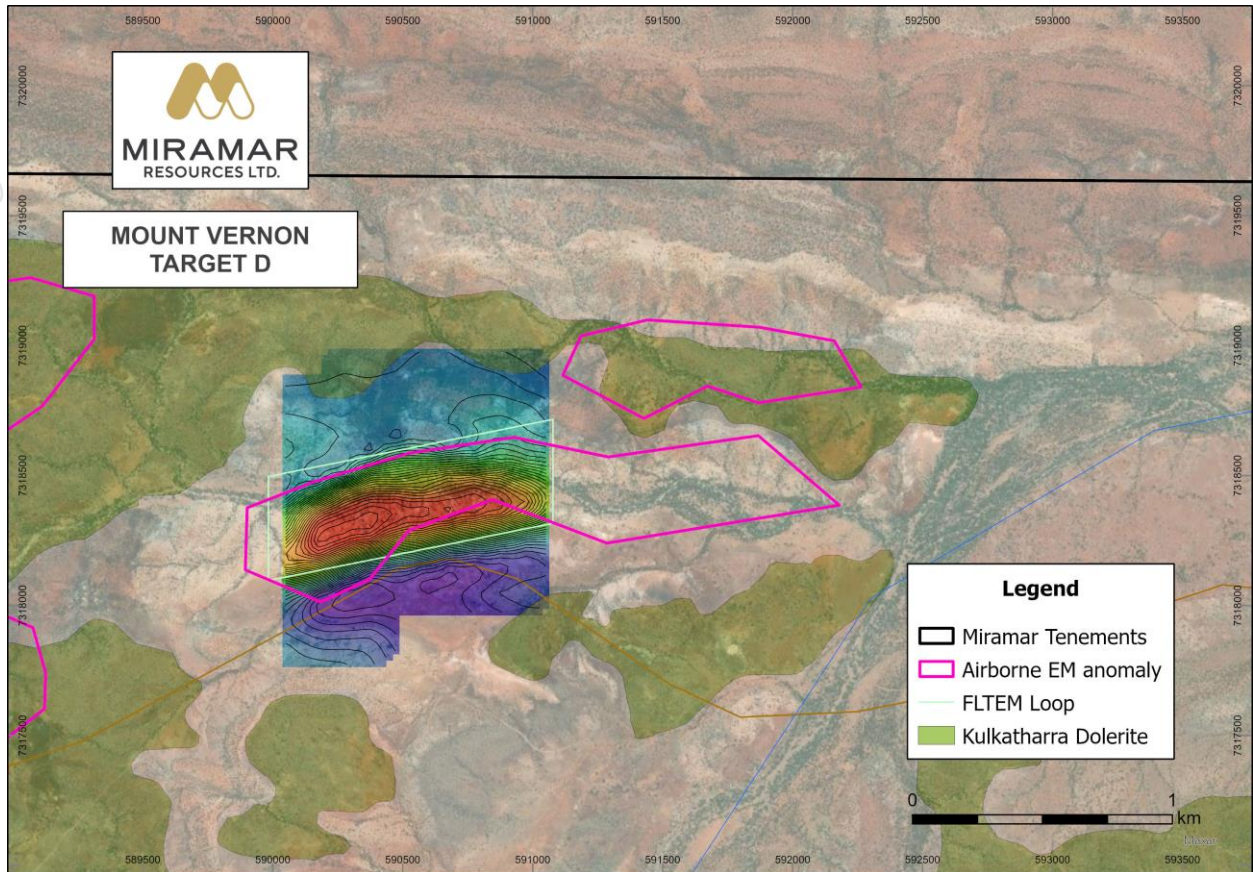 589500 590000 590500 591000 591500 592000 592500 593000 593500
7320000
7320000
MIRAMAR
RESOURCES LTD.
7319500
7319500
MOUNT VERNON
TARGET D
7319000
7319000
7318500
7318500
7318000
7318000
7317500
7317500
Legend
Miramar Tenements
Airborne EM anomaly
FLTEM Loop
Kulkatharra Dolerite
0 1
km
Maxar
589500 590000 590500 591000 591500 592000 592500 593000 593500